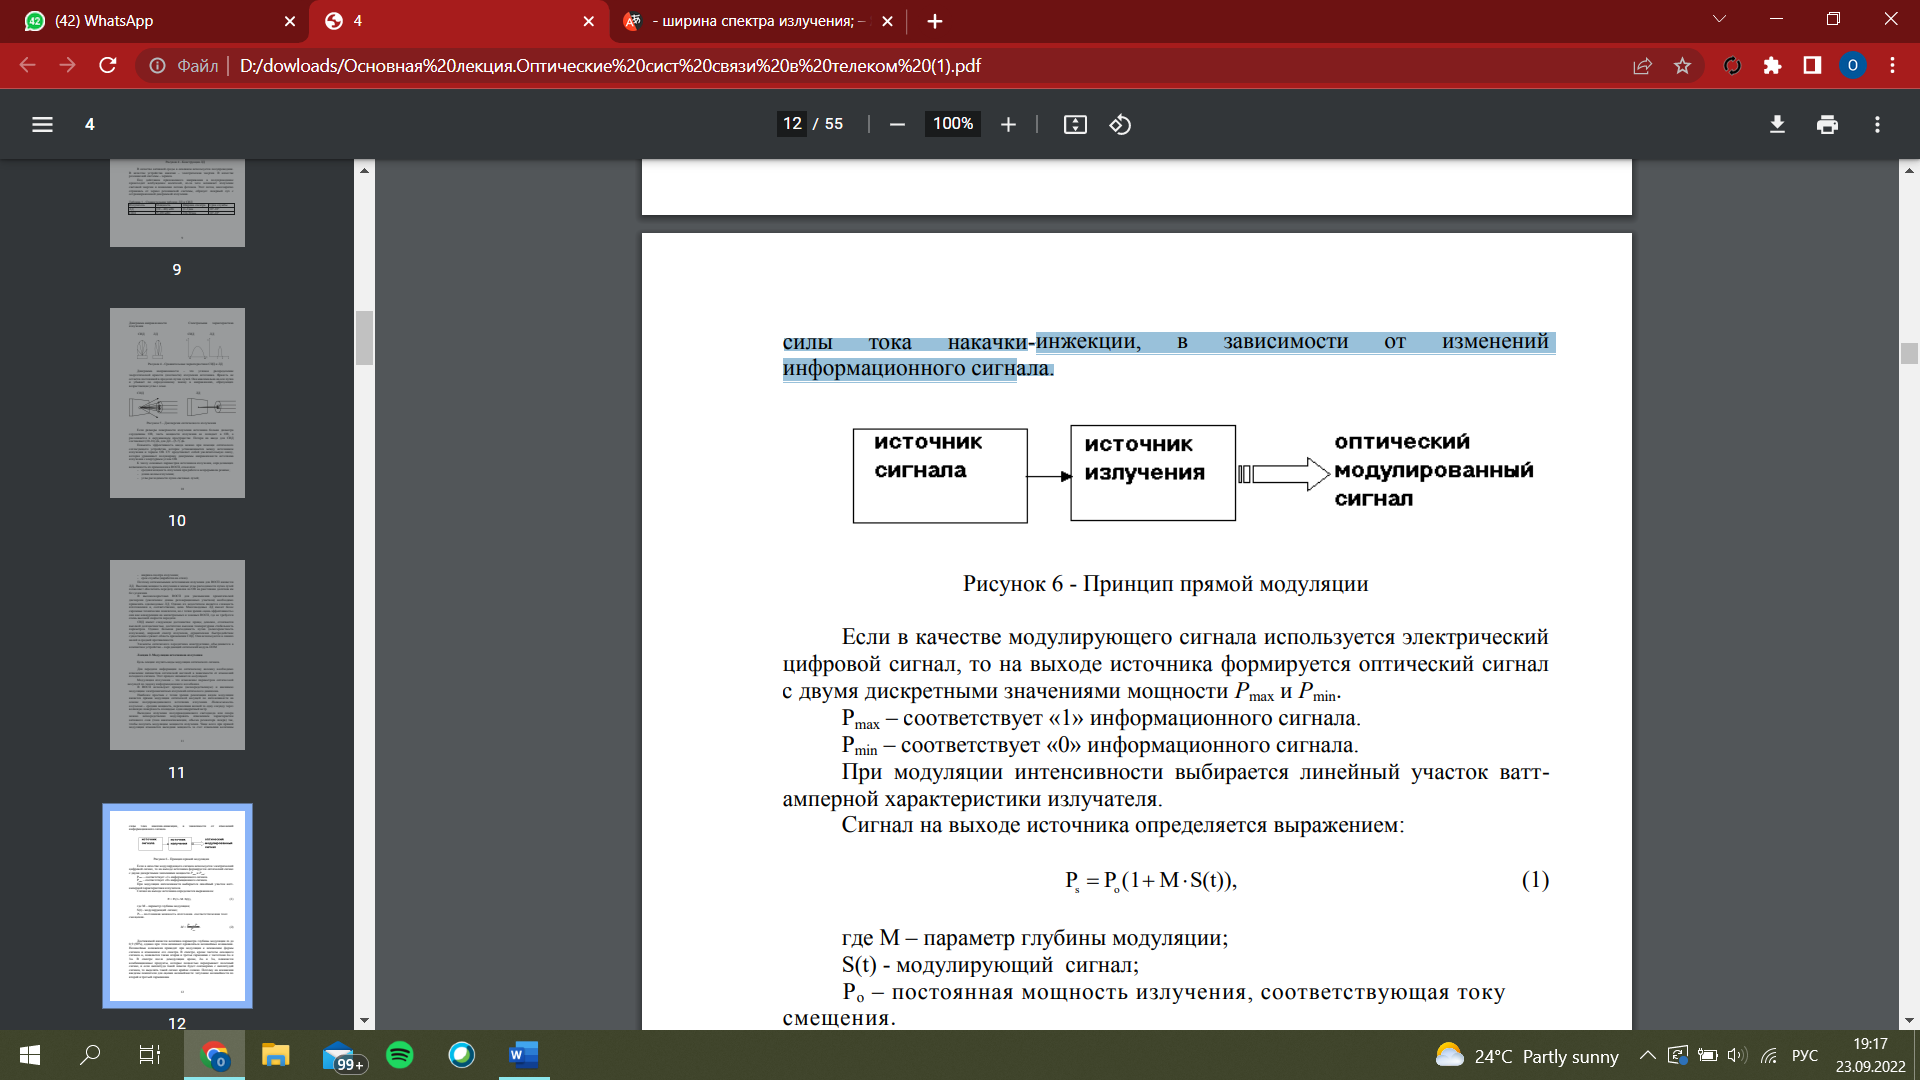 (42) WhatsApp
4
- ширина спектра излучения; –
Файл
D:/dowloads/Основная%20лекция.Оптические%20сист%20связи%20в%20телеком%20(1).pdf
O
4
12 / 55
100%
9
10
11
12
силы тока накачки-инжекции, в зависимости от изменений
информационного сигнала.
источник
сигнала
источник
излучения
оптический
модулированный
сигнал
Рисунок 6 - Принцип прямой модуляции
Если в качестве модулирующего сигнала используется электрический
цифровой сигнал, то на выходе источника формируется оптический сигнал
с двумя дискретными значениями мощности Pmax и Pmin.
Pmax – соответствует «1» информационного сигнала.
Pmin – соответствует «0» информационного сигнала.
При модуляции интенсивности выбирается линейный участок ватт-
амперной характеристики излучателя.
Сигнал на выходе источника определяется выражением:
Ps = Po(1+ M·S(t)), (1)
где M – параметр глубины модуляции;
S(t) - модулирующий сигнал;
Po – постоянная мощность излучения, соответствующая току
смещения.
O
99+
24°C Partly sunny
РУС
19:17
23.09.2022